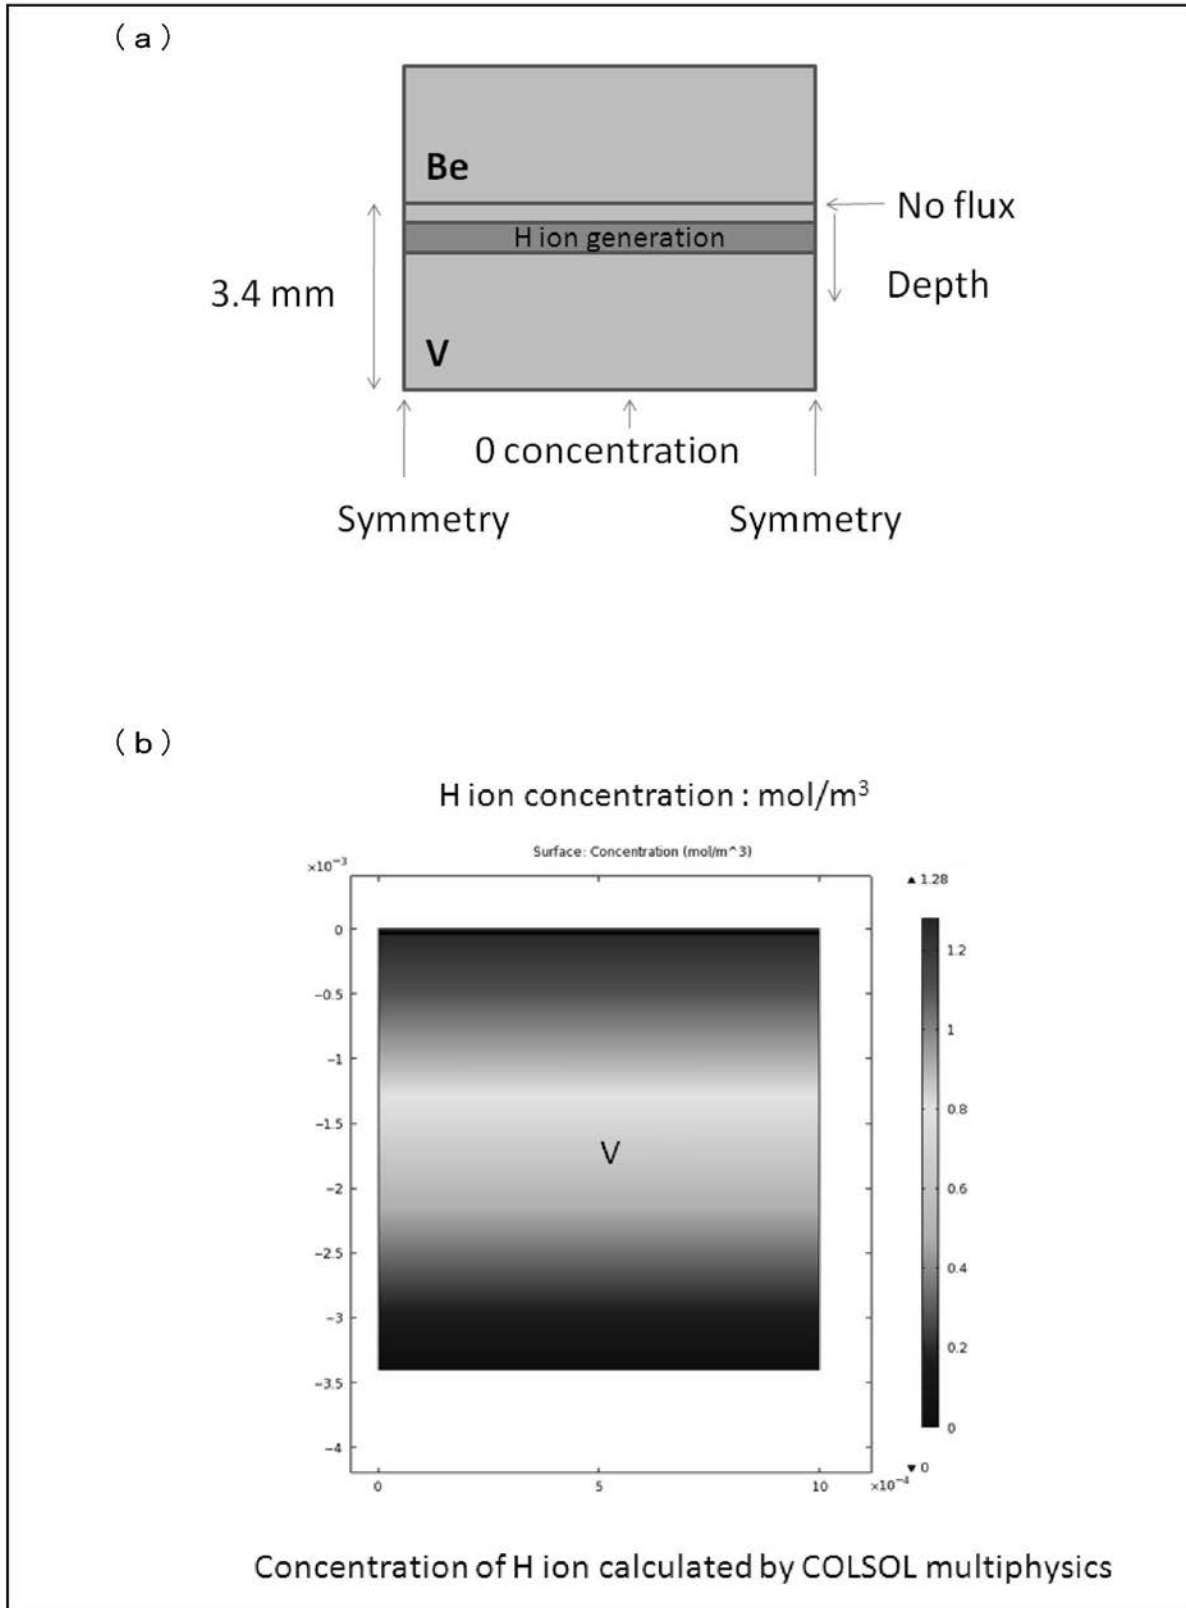 (a)
Be
No flux
H ion generation
3.4 mm
Depth
V
0 concentration
Symmetry
Symmetry
(b)
H ion concentration : mol/m³
Surface: Concentration (mol/m^3)
×10⁻³
▲ 1.28
0
1.2
−0.5
1
−1
0.8
−1.5
V
−2
0.6
−2.5
0.4
−3
0.2
−3.5
0
−4
▼ 0
0
5
10
×10⁻⁴
Concentration of H ion calculated by COLSOL multiphysics